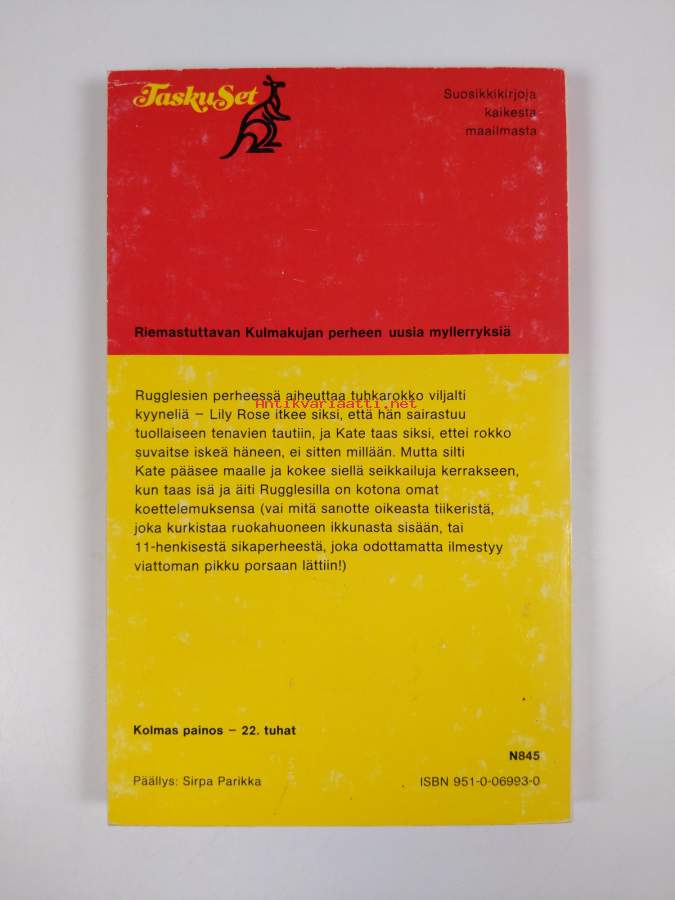 TaskuSet
Suosikkikirjoja
kaikesta
maailmasta
Riemastuttavan Kulmakujan perheen uusia myllerryksiä
Rugglesien perheessä aiheuttaa tuhkarokko viljalti
Antikvariaatti.net
kyyneliä – Lily Rose itkee siksi, että hän sairastuu
tuollaiseen tenavien tautiin, ja Kate taas siksi, ettei rokko
suvaitse iskeä häneen, ei sitten millään. Mutta silti
Kate pääsee maalle ja kokee siellä seikkailuja kerrakseen,
kun taas isä ja äiti Rugglesilla on kotona omat
koettelemuksensa (vai mitä sanotte oikeasta tiikeristä,
joka kurkistaa ruokahuoneen ikkunasta sisään, tai
11-henkisestä sikaperheestä, joka odottamatta ilmestyy
viattoman pikku porsaan lättiin!)
Kolmas painos – 22. tuhat
N845
Päällys: Sirpa Parikka
ISBN 951-0-06993-0